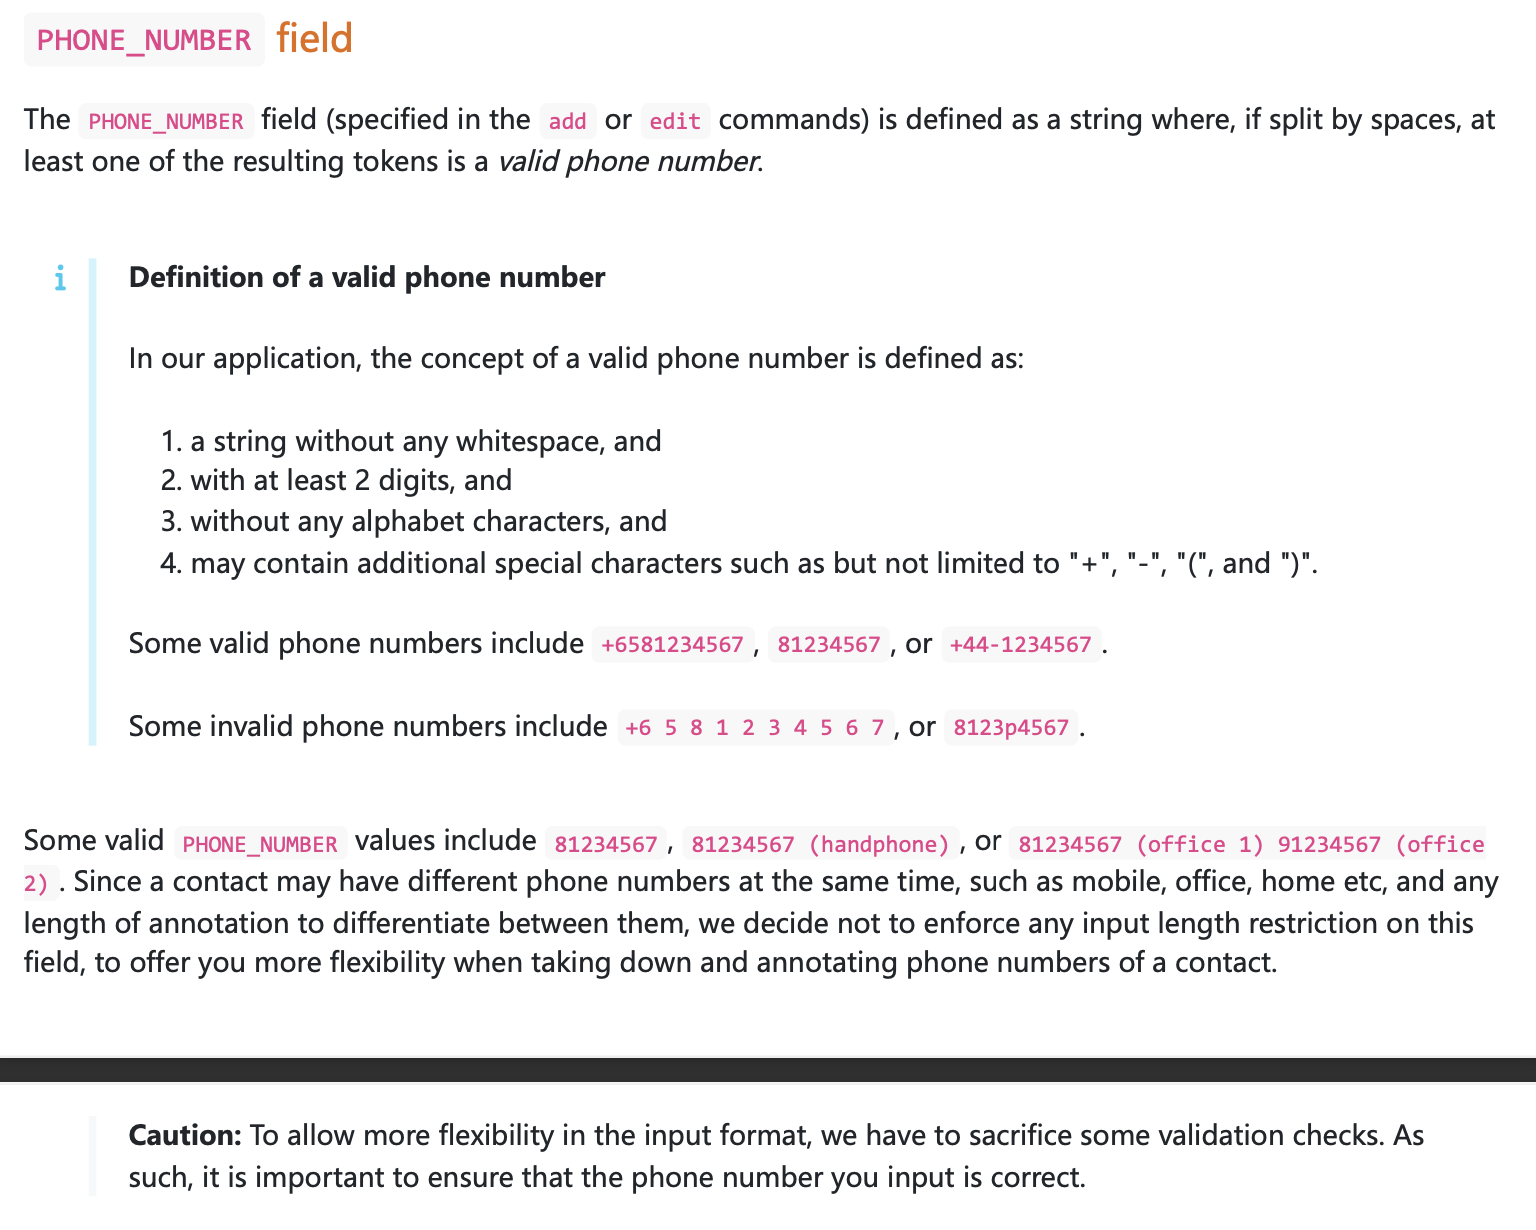 PHONE_NUMBER field
The PHONE_NUMBER field (specified in the add or edit commands) is defined as a string where, if split by spaces, at
least one of the resulting tokens is a valid phone number.
i Definition of a valid phone number
In our application, the concept of a valid phone number is defined as:
1. a string without any whitespace, and
2. with at least 2 digits, and
3. without any alphabet characters, and
4. may contain additional special characters such as but not limited to "+", "-", "(", and ")".
Some valid phone numbers include +6581234567, 81234567, or +44-1234567.
Some invalid phone numbers include +6 5 8 1 2 3 4 5 6 7, or 8123p4567.
Some valid PHONE_NUMBER values include 81234567, 81234567 (handphone), or 81234567 (office 1) 91234567 (office
2). Since a contact may have different phone numbers at the same time, such as mobile, office, home etc, and any
length of annotation to differentiate between them, we decide not to enforce any input length restriction on this
field, to offer you more flexibility when taking down and annotating phone numbers of a contact.
Caution: To allow more flexibility in the input format, we have to sacrifice some validation checks. As
such, it is important to ensure that the phone number you input is correct.